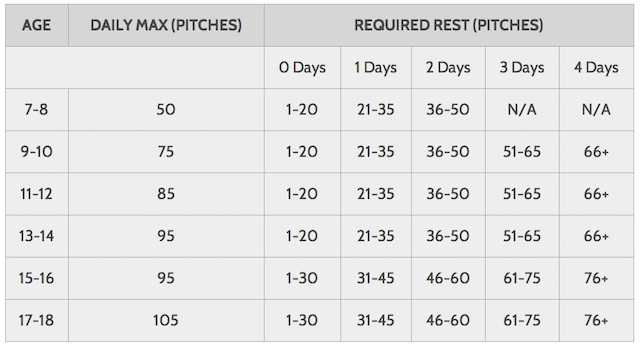 AGE DAILY MAX (PITCHES) REQUIRED REST (PITCHES)
0 Days 1 Days 2 Days 3 Days 4 Days
7-8 50 1-20 21-35 36-50 N/A N/A
9-10 75 1-20 21-35 36-50 51-65 66+
11-12 85 1-20 21-35 36-50 51-65 66+
13-14 95 1-20 21-35 36-50 51-65 66+
15-16 95 1-30 31-45 46-60 61-75 76+
17-18 105 1-30 31-45 46-60 61-75 76+